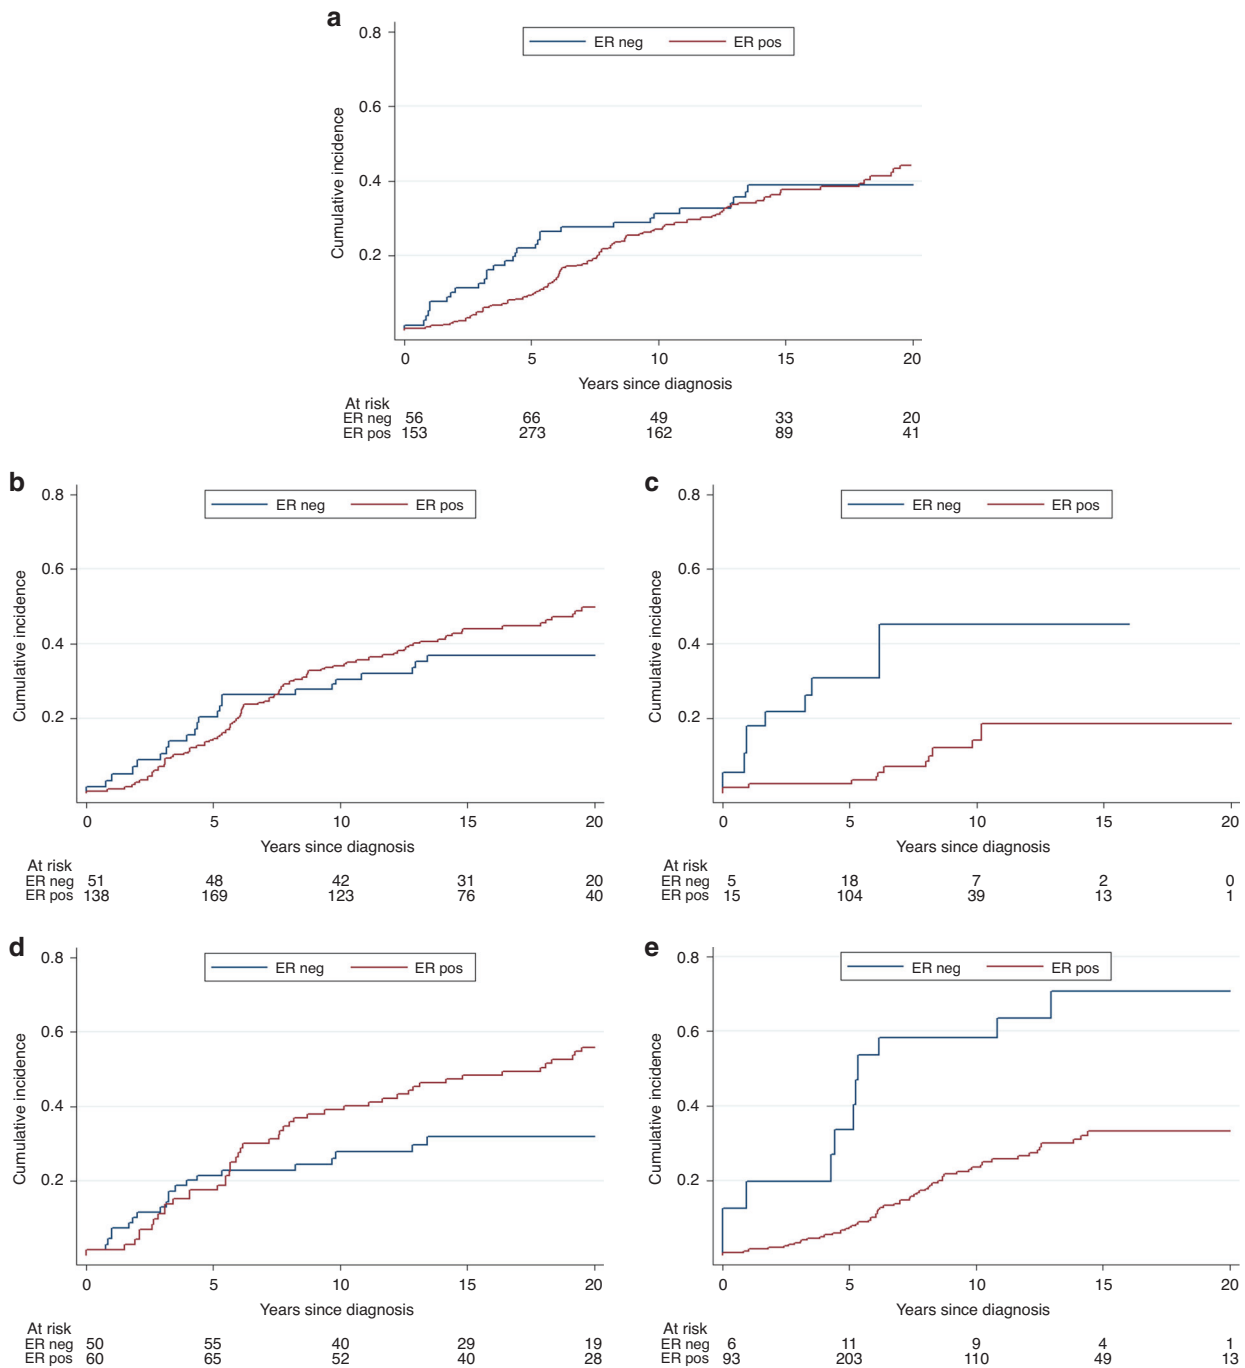 a
ER neg ER pos
0.8
0.6
0.4
0.2
Cumulative incidence
0 5 10 15 20
Years since diagnosis
At risk
ER neg 56 66 49 33 20
ER pos 153 273 162 89 41
b
ER neg ER pos
0.8
0.6
0.4
0.2
Cumulative incidence
0 5 10 15 20
Years since diagnosis
At risk
ER neg 51 48 42 31 20
ER pos 138 169 123 76 40
c
ER neg ER pos
0.8
0.6
0.4
0.2
Cumulative incidence
0 5 10 15 20
Years since diagnosis
At risk
ER neg 5 18 7 2 0
ER pos 15 104 39 13 1
d
ER neg ER pos
0.8
0.6
0.4
0.2
Cumulative incidence
0 5 10 15 20
Years since diagnosis
At risk
ER neg 50 55 40 29 19
ER pos 60 65 52 40 28
e
ER neg ER pos
0.8
0.6
0.4
0.2
Cumulative incidence
0 5 10 15 20
Years since diagnosis
At risk
ER neg 6 11 9 4 1
ER pos 93 203 110 49 13